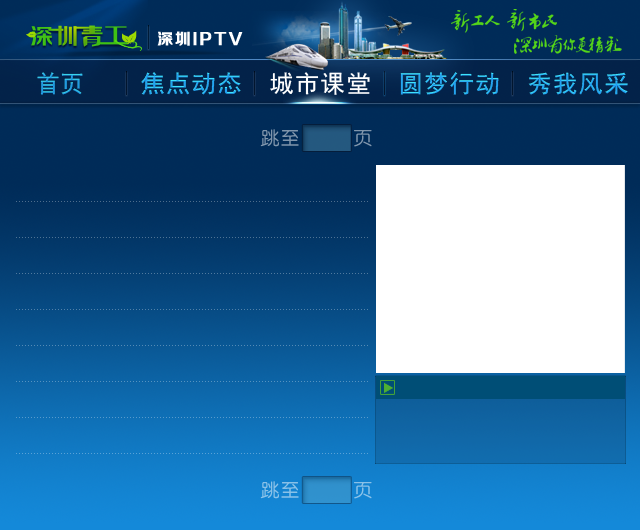 深圳青工 深圳IPTV
新工人 新市民
深圳有你更精彩
首页 焦点动态 城市课堂 圆梦行动 秀我风采
跳至 页
跳至 页